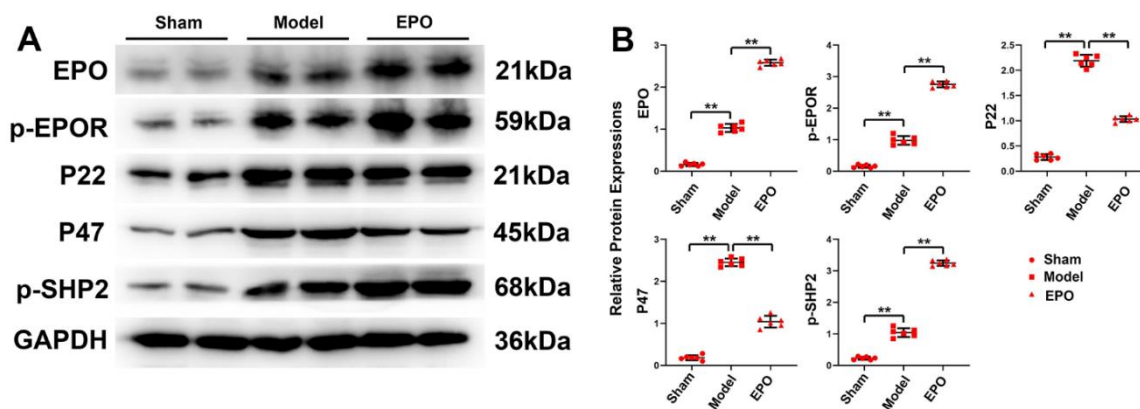 A
Sham Model EPO
EPO 21kDa
p-EPOR 59kDa
P22 21kDa
P47 45kDa
p-SHP2 68kDa
GAPDH 36kDa
B
Relative Protein Expressions
EPO
3
2
1
0
**
**
Sham Model EPO
p-EPOR
4
3
2
1
0
**
**
Sham Model EPO
P22
2.5
2.0
1.5
1.0
0.5
0.0
** **
Sham Model EPO
P47
3
2
1
0
** **
Sham Model EPO
p-SHP2
4
3
2
1
0
**
**
Sham Model EPO
Sham
Model
EPO